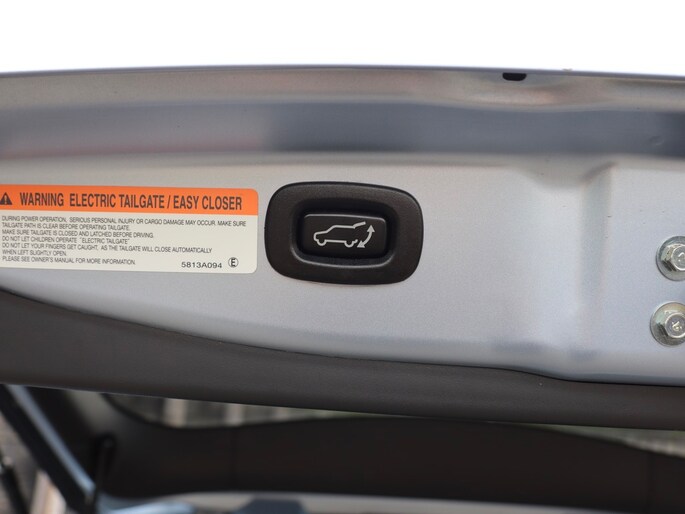 WARNING ELECTRIC TAILGATE / EASY CLOSER
DURING POWER OPERATION, SERIOUS PERSONAL INJURY OR CARGO DAMAGE MAY OCCUR. MAKE SURE
TAILGATE PATH IS CLEAR BEFORE OPERATING TAILGATE.
MAKE SURE TAILGATE IS CLOSED AND LATCHED BEFORE DRIVING.
DO NOT LET CHILDREN OPERATE "ELECTRIC TAILGATE"
DO NOT LET YOUR FINGERS GET CAUGHT, AS THE TAILGATE WILL CLOSE AUTOMATICALLY
WHEN LEFT SLIGHTLY OPEN.
PLEASE SEE OWNER'S MANUAL FOR MORE INFORMATION.
5813A094 Ⓔ